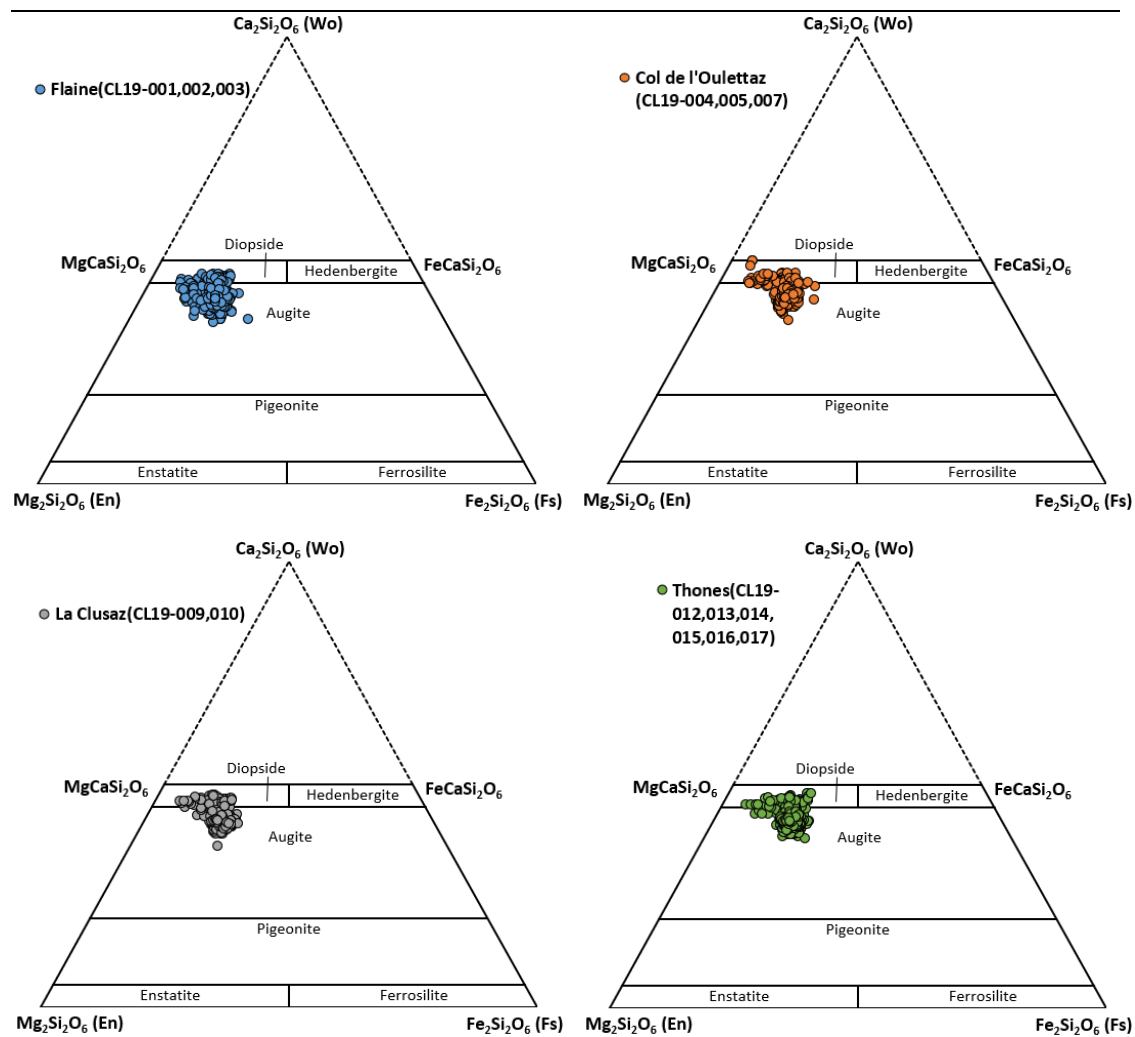 Ca₂Si₂O₆ (Wo)
Flaine(CL19-001,002,003)
Diopside
MgCaSi₂O₆
Hedenbergite
FeCaSi₂O₆
Augite
Pigeonite
Enstatite
Ferrosilite
Mg₂Si₂O₆ (En)
Fe₂Si₂O₆ (Fs)
Ca₂Si₂O₆ (Wo)
Col de l'Oulettaz
(CL19-004,005,007)
Diopside
MgCaSi₂O₆
Hedenbergite
FeCaSi₂O₆
Augite
Pigeonite
Enstatite
Ferrosilite
Mg₂Si₂O₆ (En)
Fe₂Si₂O₆ (Fs)
Ca₂Si₂O₆ (Wo)
La Clusaz(CL19-009,010)
Diopside
MgCaSi₂O₆
Hedenbergite
FeCaSi₂O₆
Augite
Pigeonite
Enstatite
Ferrosilite
Mg₂Si₂O₆ (En)
Fe₂Si₂O₆ (Fs)
Ca₂Si₂O₆ (Wo)
Thones(CL19-
012,013,014,
015,016,017)
Diopside
MgCaSi₂O₆
Hedenbergite
FeCaSi₂O₆
Augite
Pigeonite
Enstatite
Ferrosilite
Mg₂Si₂O₆ (En)
Fe₂Si₂O₆ (Fs)